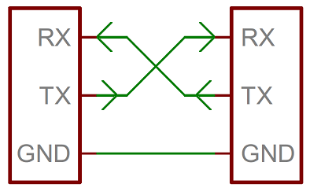 RX RX
TX TX
GND GND